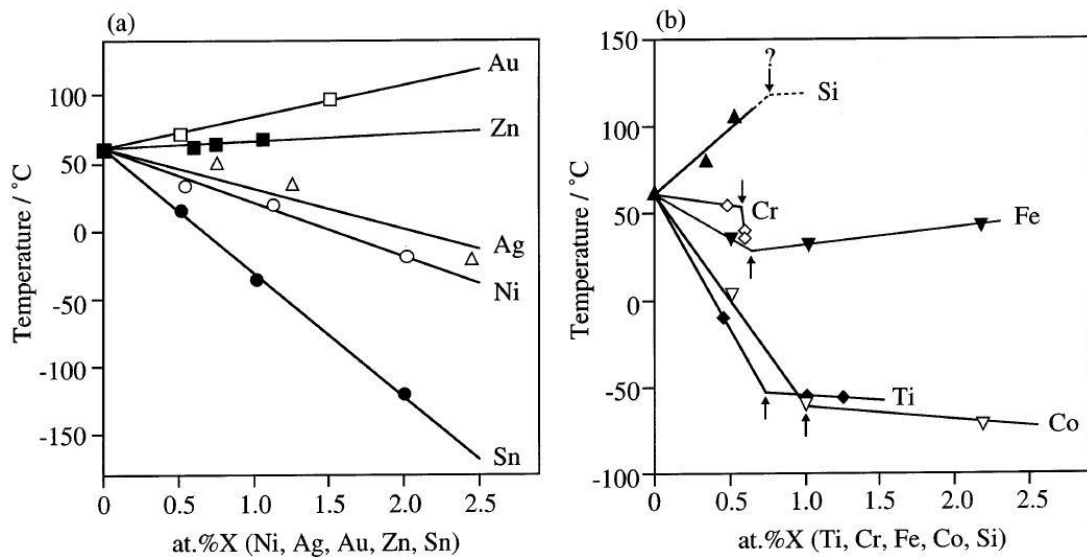 (a)
Temperature / °C
100
50
0
-50
-100
-150
Au
Zn
Ag
Ni
Sn
0 0.5 1.0 1.5 2.0 2.5
at.%X (Ni, Ag, Au, Zn, Sn)
(b)
Temperature / °C
150
100
50
0
-50
-100
?
Si
Cr
Fe
Ti
Co
0 0.5 1.0 1.5 2.0 2.5
at.%X (Ti, Cr, Fe, Co, Si)